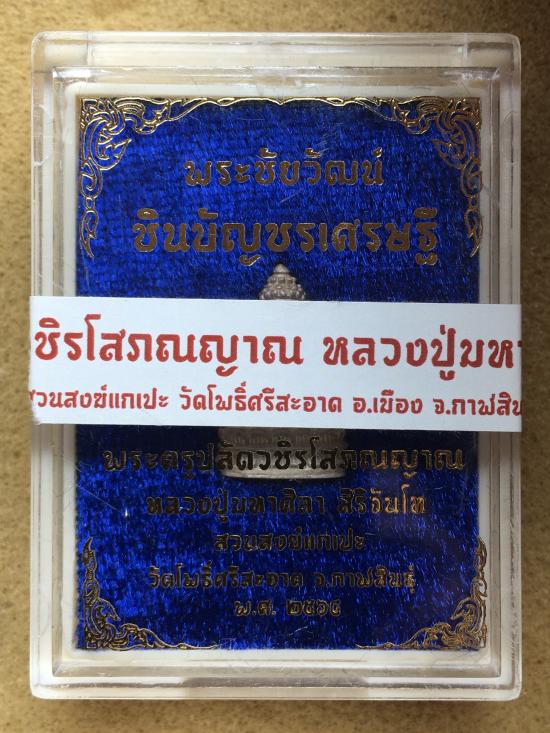 พระชัยวัฒน์
ชินบัญชรเศรษฐี
ชิรโสภณญาณ หลวงปู่มหา
สวนสงฆ์แกเปะ วัดโพธิ์ศรีสะอาด อ.เมือง จ.กาฬสิน
พระครูปลัดวชิรโสภณญาณ
หลวงปู่มหาศิลา สิริจันโท
สวนสงฆ์แกเปะ
วัดโพธิ์ศรีสะอาด จ.กาฬสินธุ์
พ.ศ. ๒๕๖๔